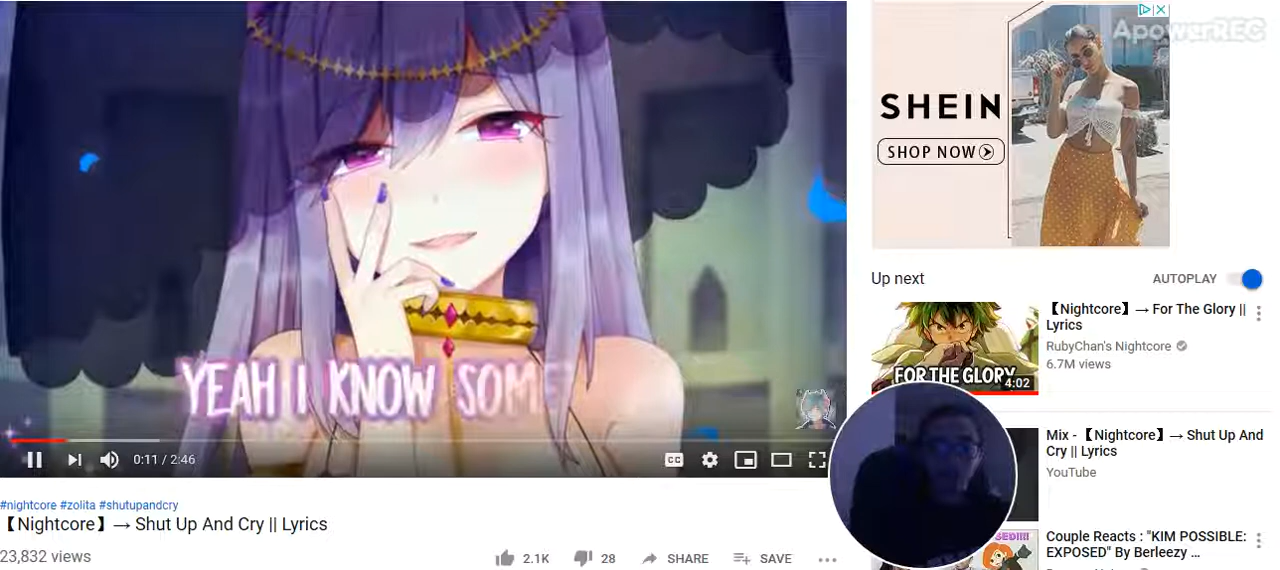 YEAH I KNOW SOME
0:11 / 2:46
CC
#nightcore #zolita #shutupandcry
【Nightcore】→ Shut Up And Cry || Lyrics
23,832 views
2.1K
28
SHARE
SAVE
ApowerREC
SHEIN
SHOP NOW
Up next
AUTOPLAY
FOR THE GLORY
4:02
【Nightcore】→ For The Glory ||
Lyrics
RubyChan's Nightcore
6.7M views
Mix - 【Nightcore】→ Shut Up And
Cry || Lyrics
YouTube
Couple Reacts : "KIM POSSIBLE:
EXPOSED" By Berleezy ...